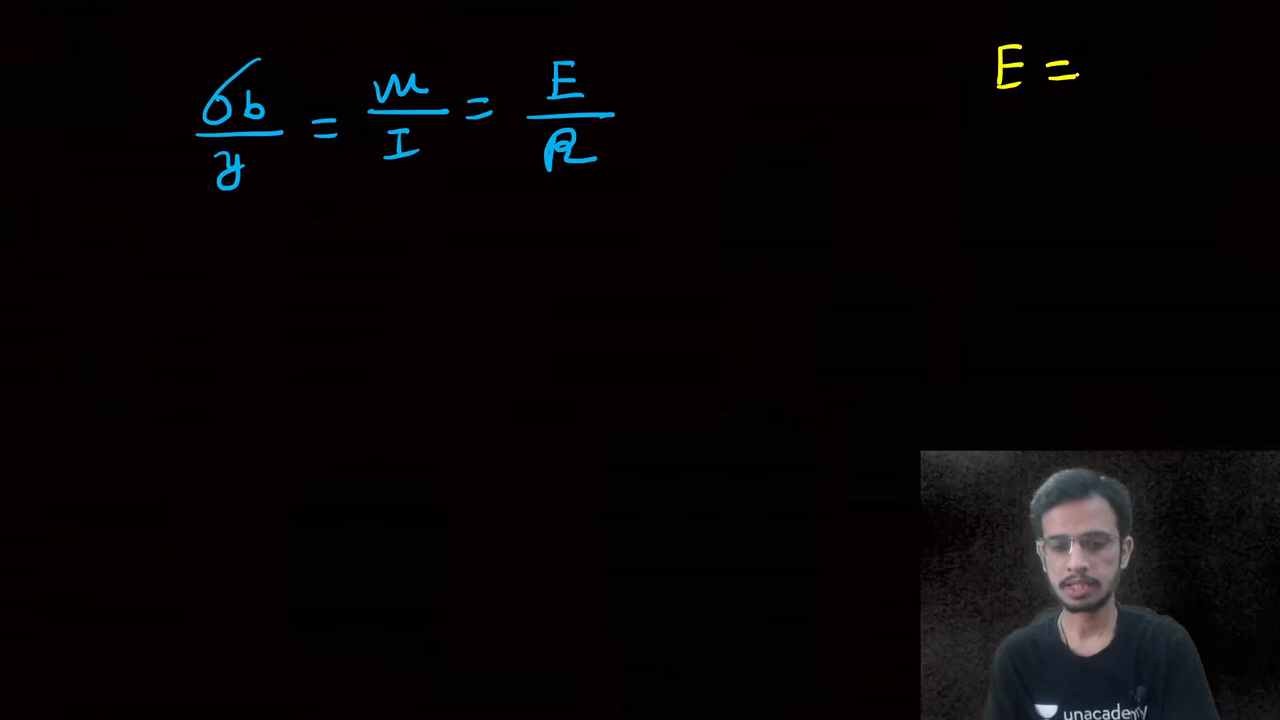 σb/y = M/I = E/R
E =
unacademy